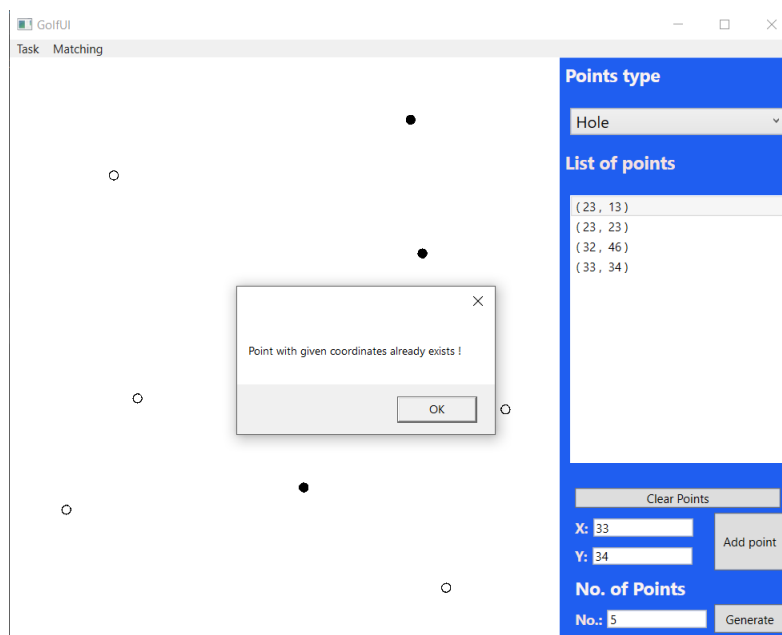 GolfUI
Task Matching
Points type
Hole
List of points
( 23 , 13 )
( 23 , 23 )
( 32 , 46 )
( 33 , 34 )
Point with given coordinates already exists !
OK
Clear Points
X: 33
Y: 34
Add point
No. of Points
No.: 5
Generate